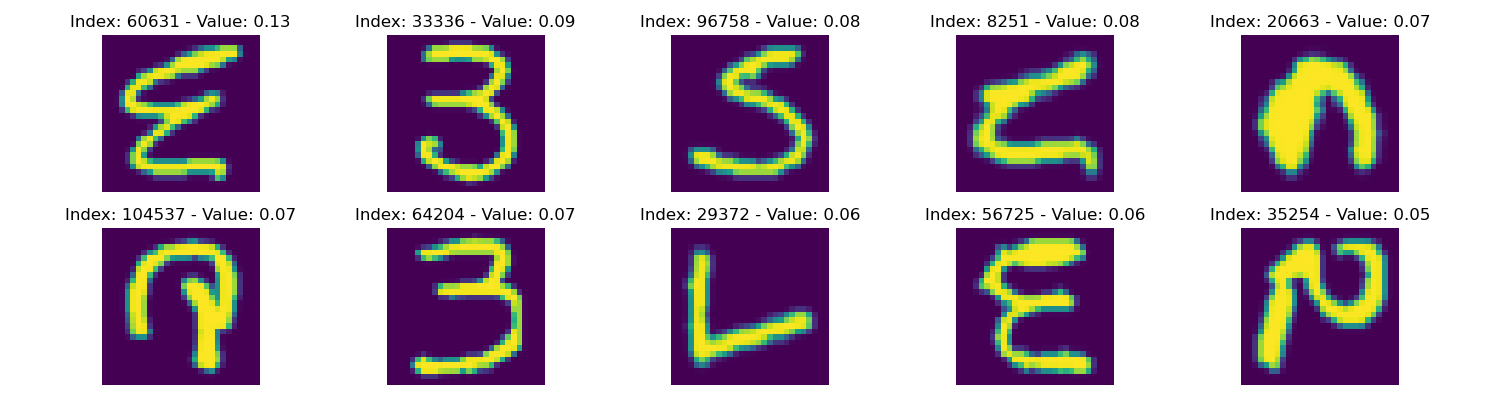 Index: 60631 - Value: 0.13 Index: 33336 - Value: 0.09 Index: 96758 - Value: 0.08 Index: 8251 - Value: 0.08 Index: 20663 - Value: 0.07
3 S
Index: 104537 - Value: 0.07 Index: 64204 - Value: 0.07 Index: 29372 - Value: 0.06 Index: 56725 - Value: 0.06 Index: 35254 - Value: 0.05
3 L